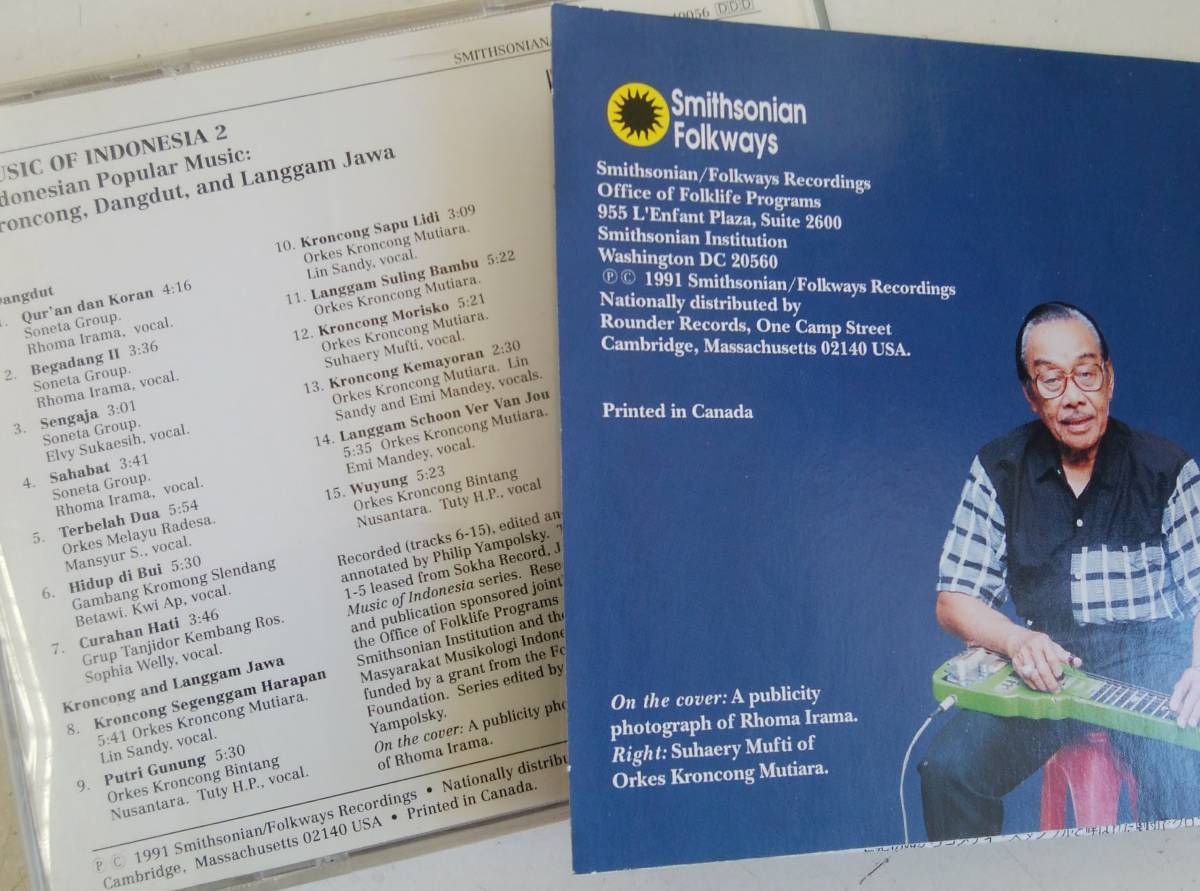 40056 DDD
SMITHSONIAN/
USIC OF INDONESIA 2
donesian Popular Music:
roncong, Dangdut, and Langgam Jawa
angdut
1. Qur'an dan Koran 4:16
Soneta Group.
Rhoma Irama, vocal.
2. Begadang II 3:36
Soneta Group.
Rhoma Irama, vocal.
3. Sengaja 3:01
Soneta Group.
Elvy Sukaesih, vocal.
4. Sahabat 3:41
Soneta Group.
Rhoma Irama, vocal.
5. Terbelah Dua 5:54
Orkes Melayu Radesa.
Mansyur S., vocal.
6. Hidup di Bui 5:30
Gambang Kromong Slendang
Betawi. Kwi Ap, vocal.
7. Curahan Hati 3:46
Grup Tanjidor Kembang Ros.
Sophia Welly, vocal.
Kroncong and Langgam Jawa
8. Kroncong Segenggam Harapan
5:41 Orkes Kroncong Mutiara.
Lin Sandy, vocal.
9. Putri Gunung 5:30
Orkes Kroncong Bintang
Nusantara. Tuty H.P., vocal.
10. Kroncong Sapu Lidi 3:09
Orkes Kroncong Mutiara.
Lin Sandy, vocal.
11. Langgam Suling Bambu 5:22
Orkes Kroncong Mutiara.
12. Kroncong Morisko 5:21
Orkes Kroncong Mutiara.
Suhaery Mufti, vocal.
13. Kroncong Kemayoran 2:30
Orkes Kroncong Mutiara. Lin
Sandy and Emi Mandey, vocals.
14. Langgam Schoon Ver Van Jou
5:35 Orkes Kroncong Mutiara.
Emi Mandey, vocal.
15. Wuyung 5:23
Orkes Kroncong Bintang
Nusantara. Tuty H.P., vocal
Recorded (tracks 6-15), edited an
annotated by Philip Yampolsky. T
1-5 leased from Sokha Record, J
Music of Indonesia series. Rese
and publication sponsored joint
the Office of Folklife Programs
Smithsonian Institution and the
Masyarakat Musikologi Indone
funded by a grant from the Fo
Foundation. Series edited by
Yampolsky.
On the cover: A publicity pho
of Rhoma Irama.
Ⓟ Ⓒ 1991 Smithsonian/Folkways Recordings • Nationally distribu
Cambridge, Massachusetts 02140 USA • Printed in Canada.
Smithsonian
Folkways
Smithsonian/Folkways Recordings
Office of Folklife Programs
955 L'Enfant Plaza, Suite 2600
Smithsonian Institution
Washington DC 20560
ⓅⒸ 1991 Smithsonian/Folkways Recordings
Nationally distributed by
Rounder Records, One Camp Street
Cambridge, Massachusetts 02140 USA.
Printed in Canada
On the cover: A publicity
photograph of Rhoma Irama.
Right: Suhaery Mufti of
Orkes Kroncong Mutiara.